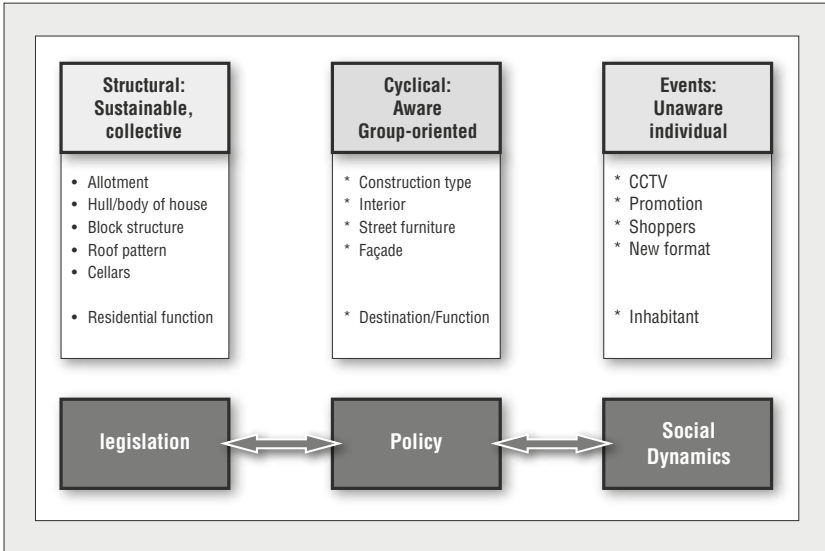 Structural:
Sustainable,
collective
• Allotment
• Hull/body of house
• Block structure
• Roof pattern
• Cellars
• Residential function
Cyclical:
Aware
Group-oriented
* Construction type
* Interior
* Street furniture
* Façade
* Destination/Function
Events:
Unaware
individual
* CCTV
* Promotion
* Shoppers
* New format
* Inhabitant
legislation
Policy
Social
Dynamics